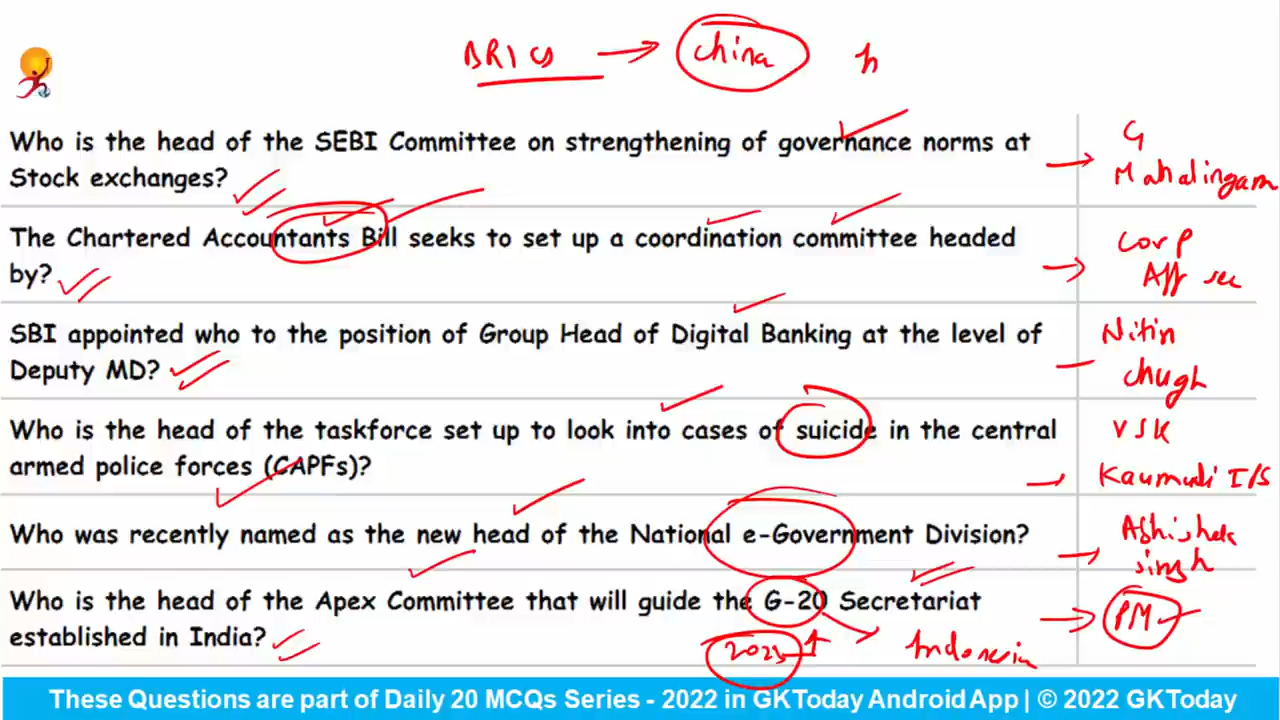 BRICS → China h
Who is the head of the SEBI Committee on strengthening of governance norms at
Stock exchanges?
G
Mahalingam
The Chartered Accountants Bill seeks to set up a coordination committee headed
by?
Corp
Aff sec
SBI appointed who to the position of Group Head of Digital Banking at the level of
Deputy MD?
Nitin
Chugh
Who is the head of the taskforce set up to look into cases of suicide in the central
armed police forces (CAPFs)?
VSK
Kaumudi I/S
Who was recently named as the new head of the National e-Government Division?
Abhishek
Singh
Who is the head of the Apex Committee that will guide the G-20 Secretariat
established in India?
PM
2023
Indonesia
These Questions are part of Daily 20 MCQs Series - 2022 in GKToday Android App | © 2022 GKToday